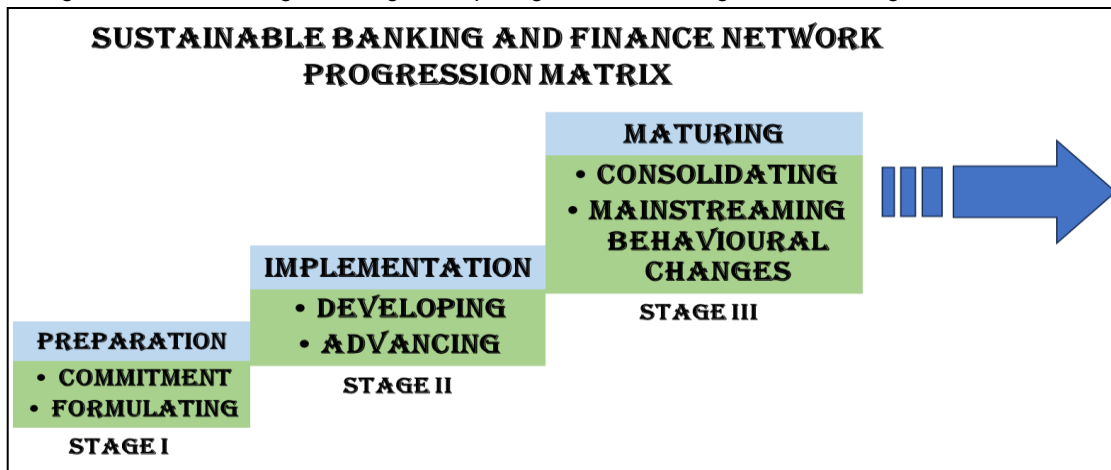 SUSTAINABLE BANKING AND FINANCE NETWORK
PROGRESSION MATRIX
MATURING
• CONSOLIDATING
• MAINSTREAMING
BEHAVIOURAL
CHANGES
STAGE III
IMPLEMENTATION
• DEVELOPING
• ADVANCING
STAGE II
PREPARATION
• COMMITMENT
• FORMULATING
STAGE I